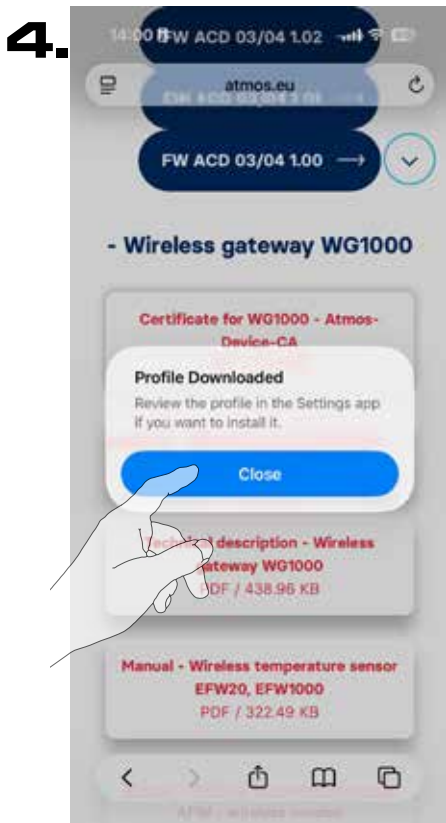 4.
14:00 FW ACD 03/04 1.02
atmos.eu
FW ACD 03/04 1.00 →
- Wireless gateway WG1000
Certificate for WG1000 - Atmos-
Device-CA
Profile Downloaded
Review the profile in the Settings app
if you want to install it.
Close
Technical description - Wireless
gateway WG1000
PDF / 438.96 KB
Manual - Wireless temperature sensor
EFW20, EFW1000
PDF / 322.49 KB